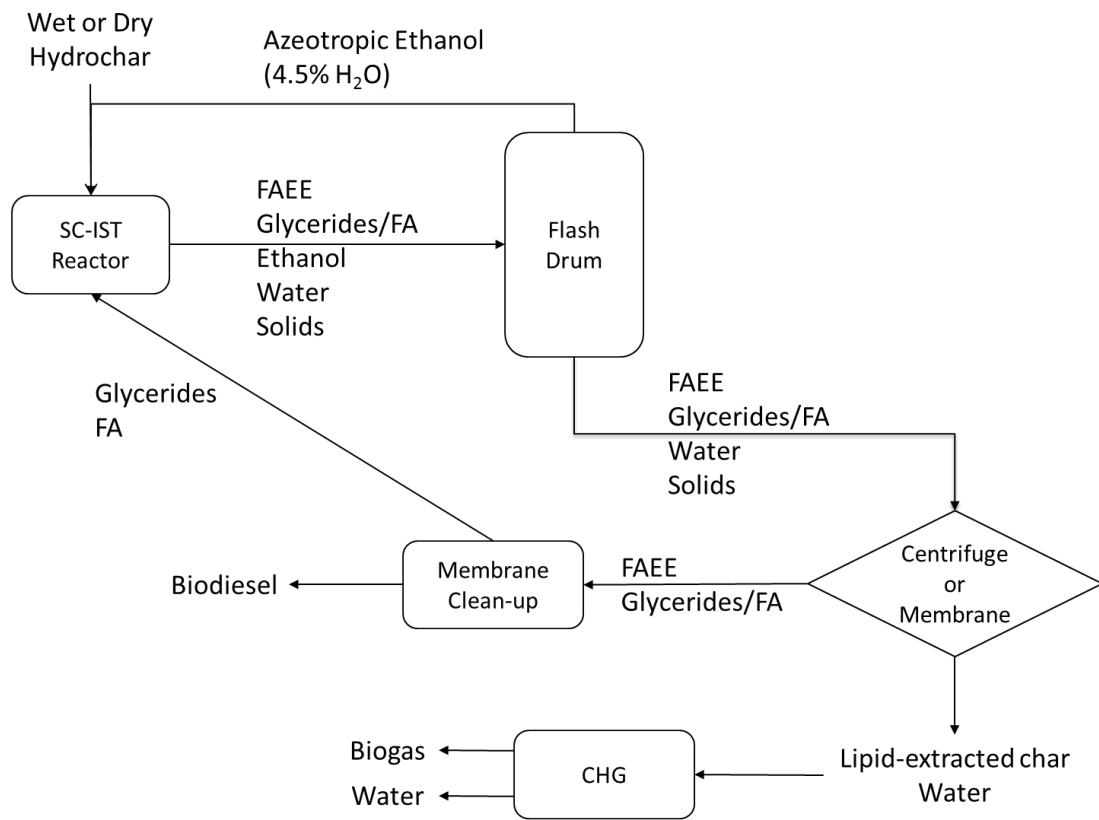 Wet or Dry
Hydrochar
Azeotropic Ethanol
(4.5% H₂O)
SC-IST
Reactor
FAEE
Glycerides/FA
Ethanol
Water
Solids
Flash
Drum
Glycerides
FA
FAEE
Glycerides/FA
Water
Solids
Centrifuge
or
Membrane
FAEE
Glycerides/FA
Membrane
Clean-up
Biodiesel
Lipid-extracted char
Water
CHG
Biogas
Water